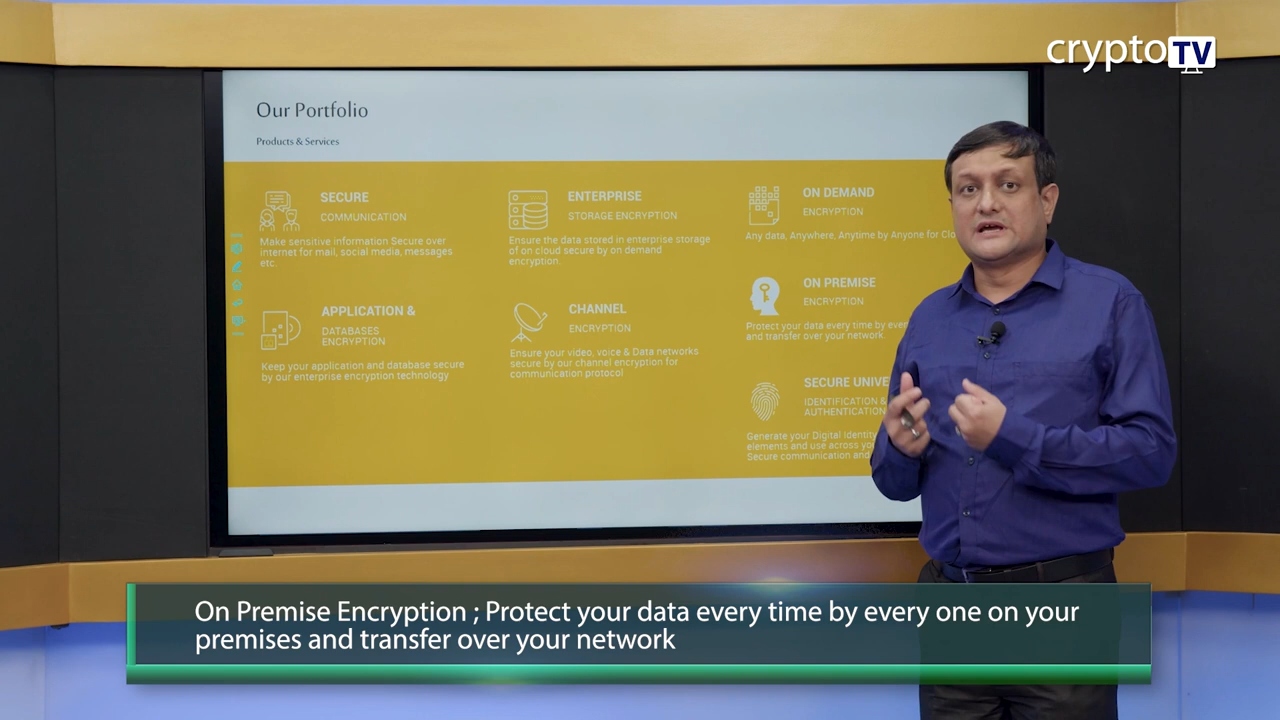 cryptoTV
Our Portfolio
Products & Services
SECURE
COMMUNICATION
Make sensitive information Secure over
internet for mail, social media, messages
etc.
ENTERPRISE
STORAGE ENCRYPTION
Ensure the data stored in enterprise storage
of on cloud secure by on demand
encryption
ON DEMAND
ENCRYPTION
Any data, Anywhere, Anytime by Anyone for
APPLICATION &
DATABASES
ENCRYPTION
Keep your application and database secure
by our enterprise encryption technology
CHANNEL
ENCRYPTION
Ensure your video, voice & Data networks
secure by our channel encryption for
communication protocol
ON PREMISE
ENCRYPTION
Protect your data every time by
and transfer over your network.
SECURE
IDENTIFICATION &
AUTHENTICATION
Generate your Digital Identity
elements and use across
Secure communication and
On Premise Encryption ; Protect your data every time by every one on your
premises and transfer over your network